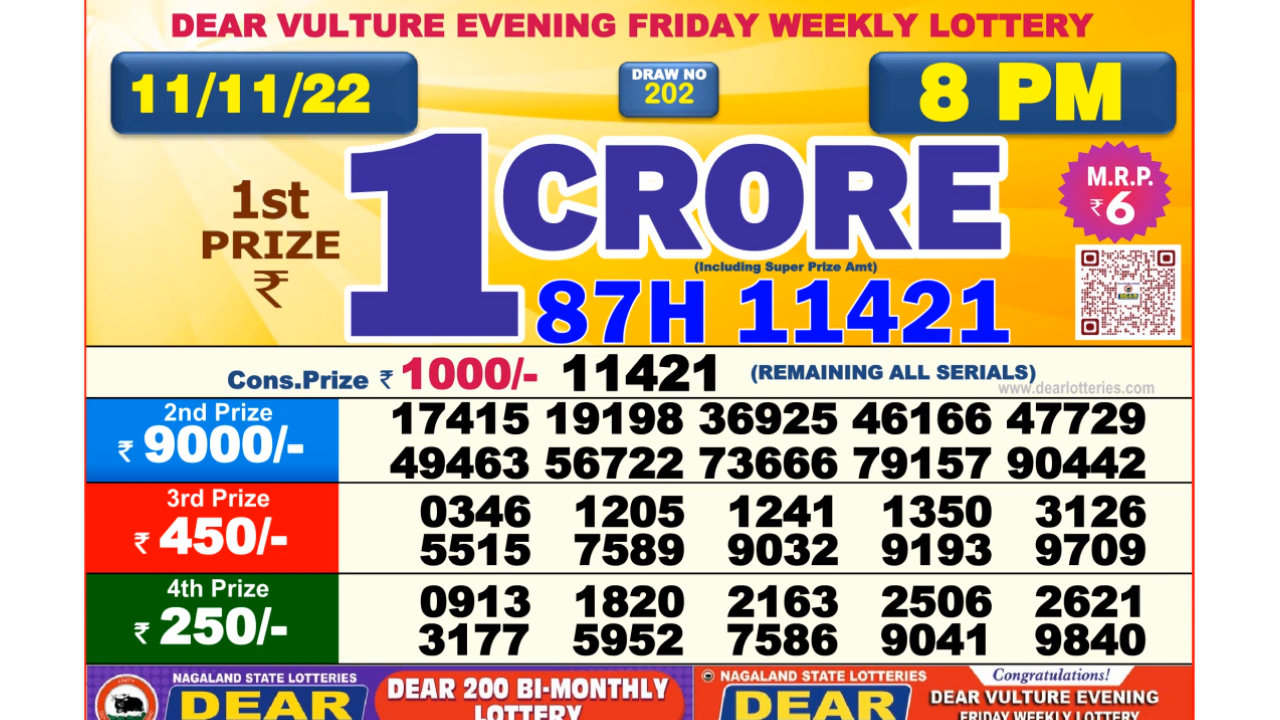 DEAR VULTURE EVENING FRIDAY WEEKLY LOTTERY
11/11/22
DRAW NO
202
8 PM
1st
PRIZE
₹
1 CRORE
(Including Super Prize Amt)
87H 11421
M.R.P.
₹6
DEAR
Cons.Prize ₹ 1000/- 11421 (REMAINING ALL SERIALS)
www.dearlotteries.com
2nd Prize
₹ 9000/-
17415 19198 36925 46166 47729
49463 56722 73666 79157 90442
3rd Prize
₹ 450/-
0346 1205 1241 1350 3126
5515 7589 9032 9193 9709
4th Prize
₹ 250/-
0913 1820 2163 2506 2621
3177 5952 7586 9041 9840
NAGALAND STATE LOTTERIES
DEAR
DEAR 200 BI-MONTHLY
LOTTERY
NAGALAND STATE LOTTERIES
DEAR
Congratulations!
DEAR VULTURE EVENING
FRIDAY WEEKLY LOTTERY